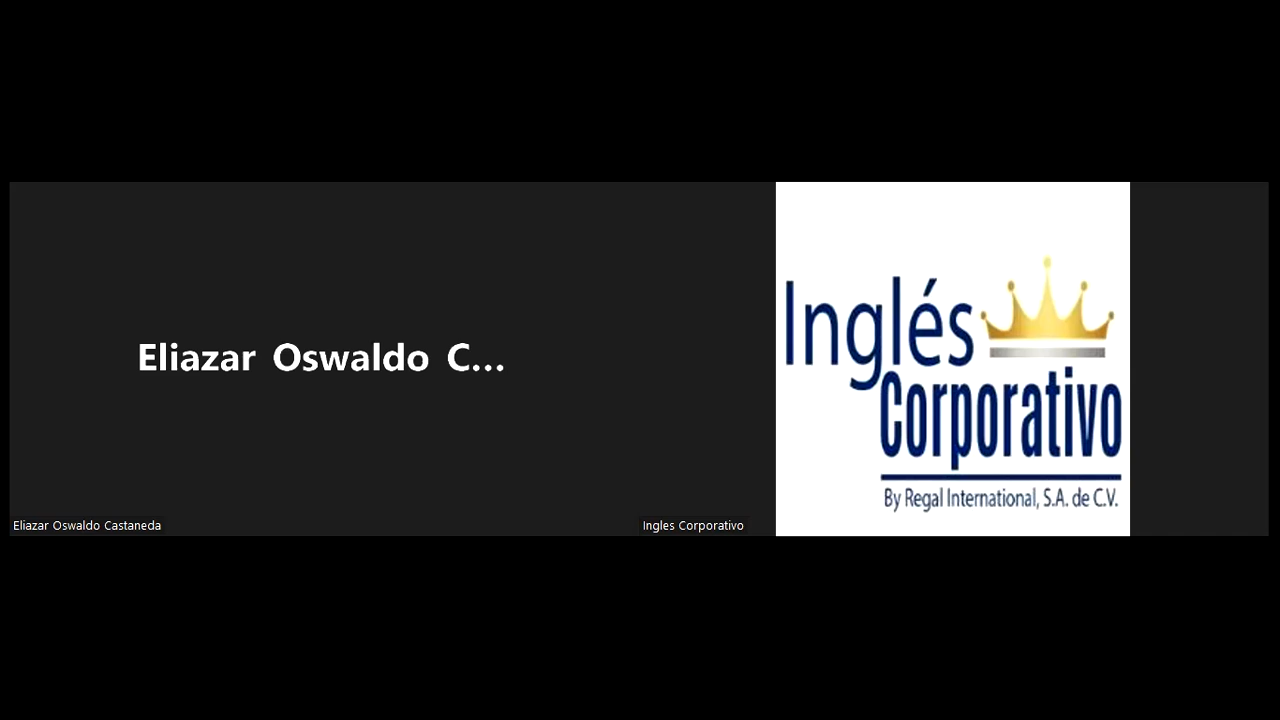 Eliazar Oswaldo C...
Eliazar Oswaldo Castaneda
Inglés
Corporativo
By Regal International, S.A. de C.V.
Ingles Corporativo